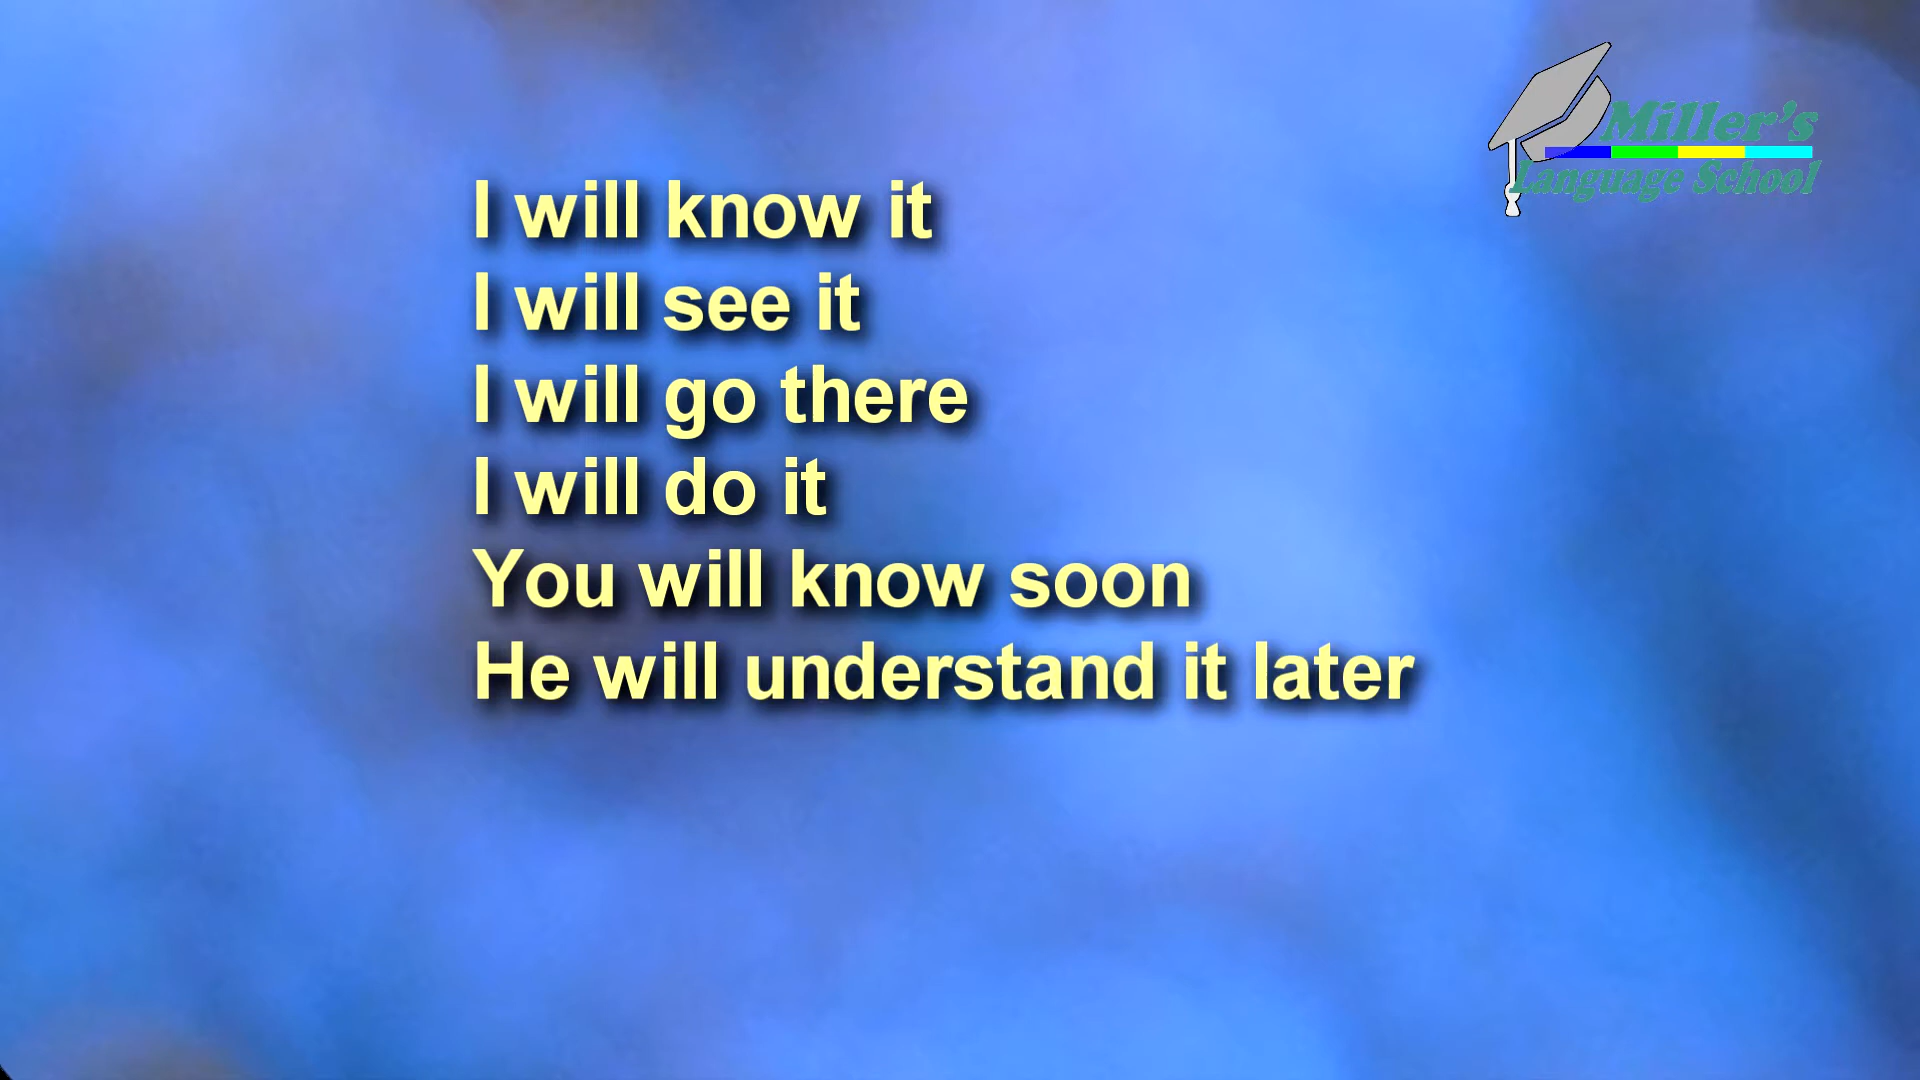 Miller's
Language School
I will know it
I will see it
I will go there
I will do it
You will know soon
He will understand it later